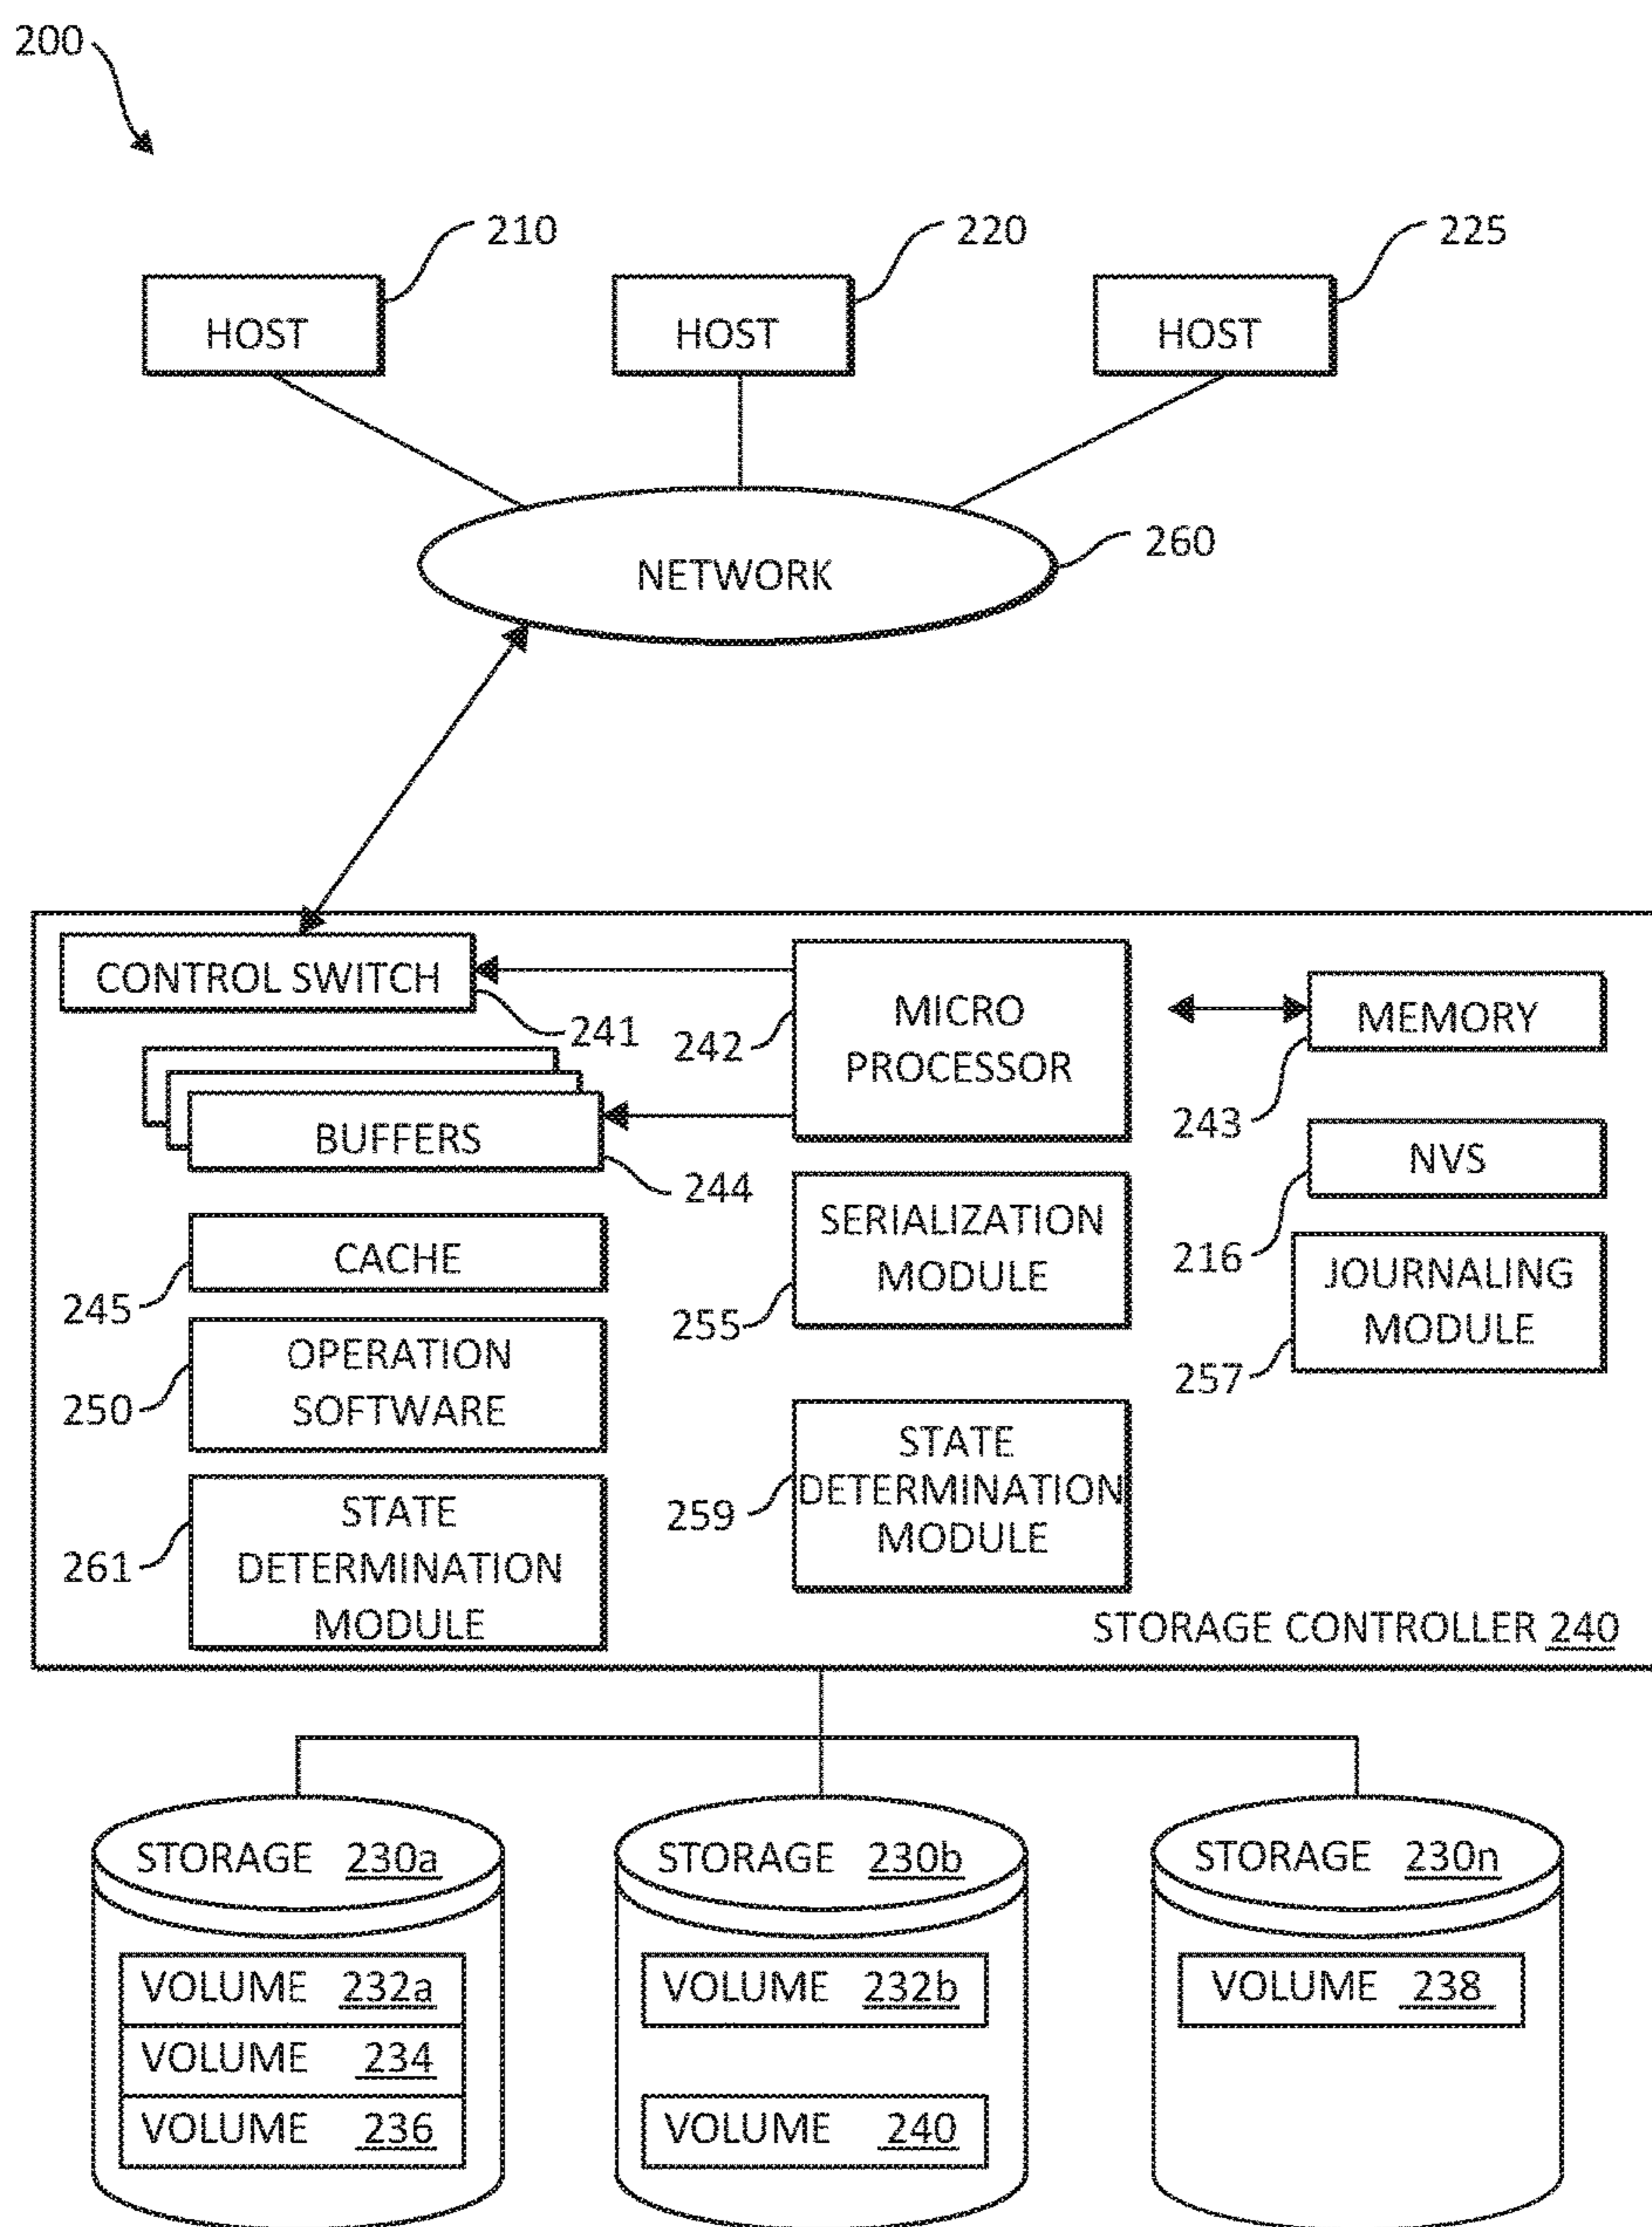 200
210
220
225
HOST
HOST
HOST
260
NETWORK
CONTROL SWITCH
241
242
MICRO
PROCESSOR
MEMORY
243
BUFFERS
244
NVS
216
CACHE
245
SERIALIZATION
MODULE
255
JOURNALING
MODULE
257
OPERATION
SOFTWARE
250
STATE
DETERMINATION
MODULE
259
STATE
DETERMINATION
MODULE
261
STORAGE CONTROLLER 240
STORAGE 230a
STORAGE 230b
STORAGE 230n
VOLUME 232a
VOLUME 234
VOLUME 236
VOLUME 232b
VOLUME 240
VOLUME 238